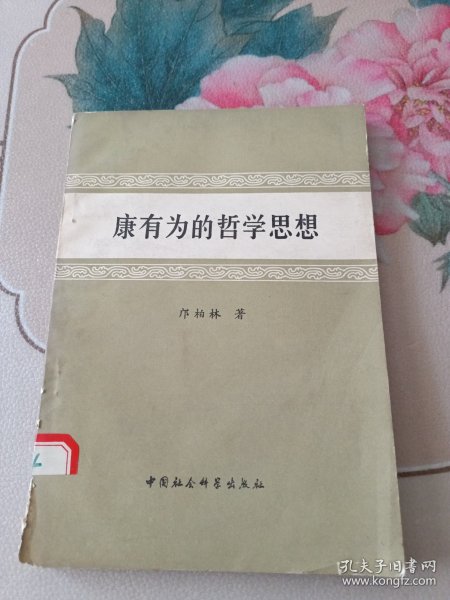 康有为的哲学思想
邝柏林 著
中国社会科学出版社
孔夫子旧书网
www.kongfz.com